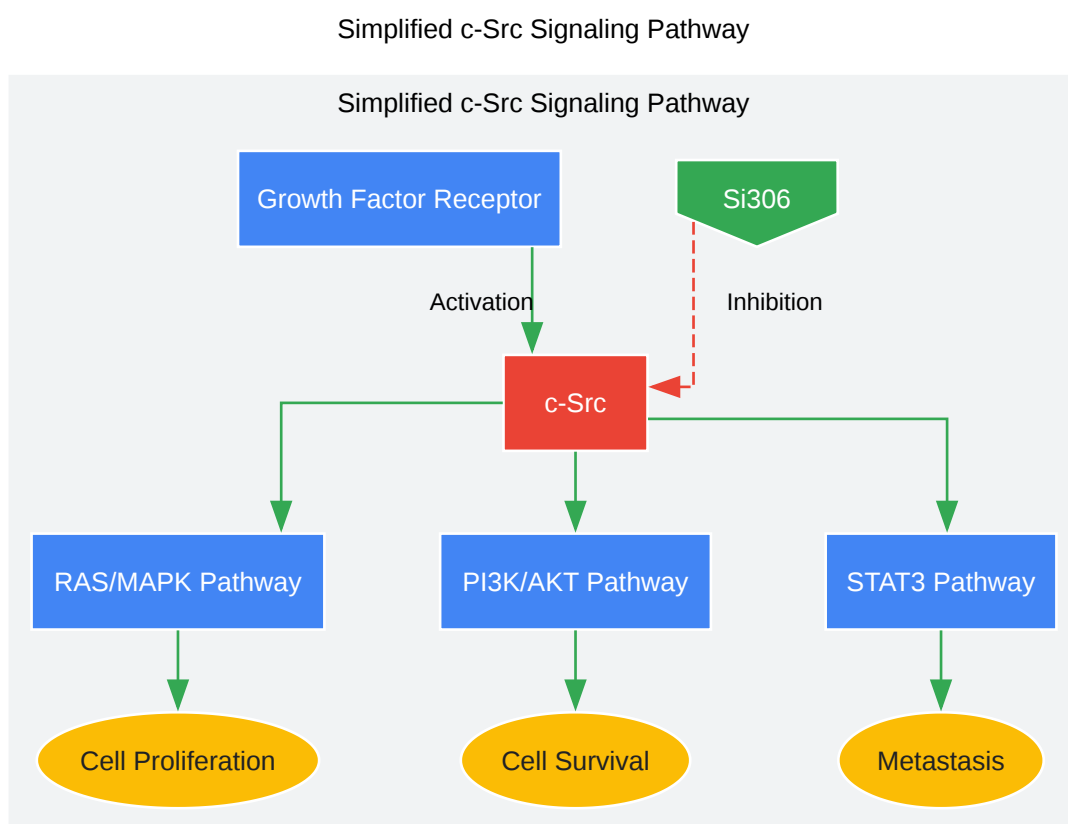 Simplified c-Src Signaling Pathway
Simplified c-Src Signaling Pathway
Growth Factor Receptor
Si306
Activation
Inhibition
c-Src
RAS/MAPK Pathway
PI3K/AKT Pathway
STAT3 Pathway
Cell Proliferation
Cell Survival
Metastasis